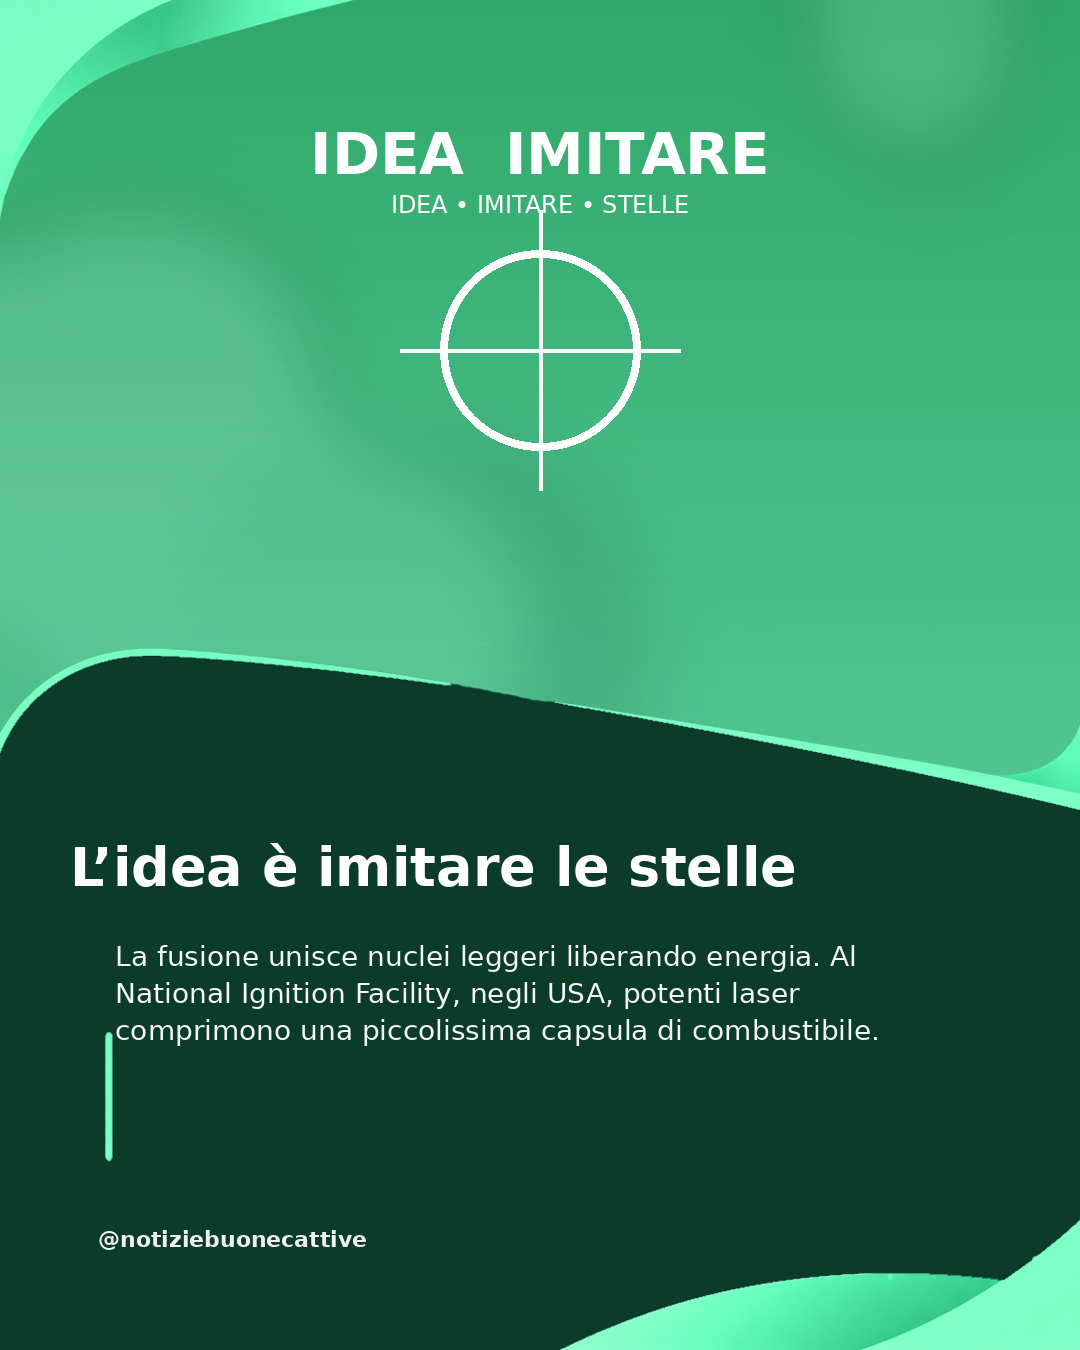 IDEA IMITARE
IDEA • IMITARE • STELLE
L’idea è imitare le stelle
La fusione unisce nuclei leggeri liberando energia. Al
National Ignition Facility, negli USA, potenti laser
comprimono una piccolissima capsula di combustibile.
@notiziebuonecattive